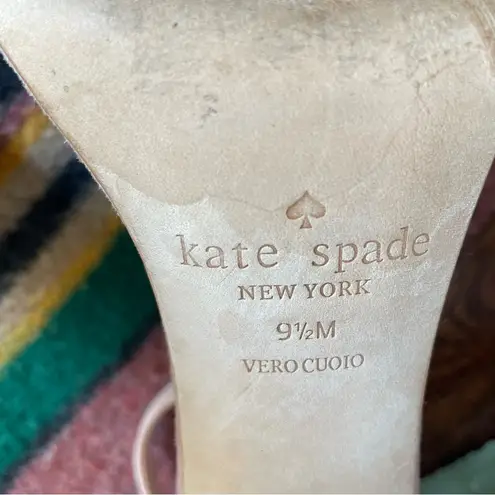 kate spade
NEW YORK
9½M
VERO CUOIO